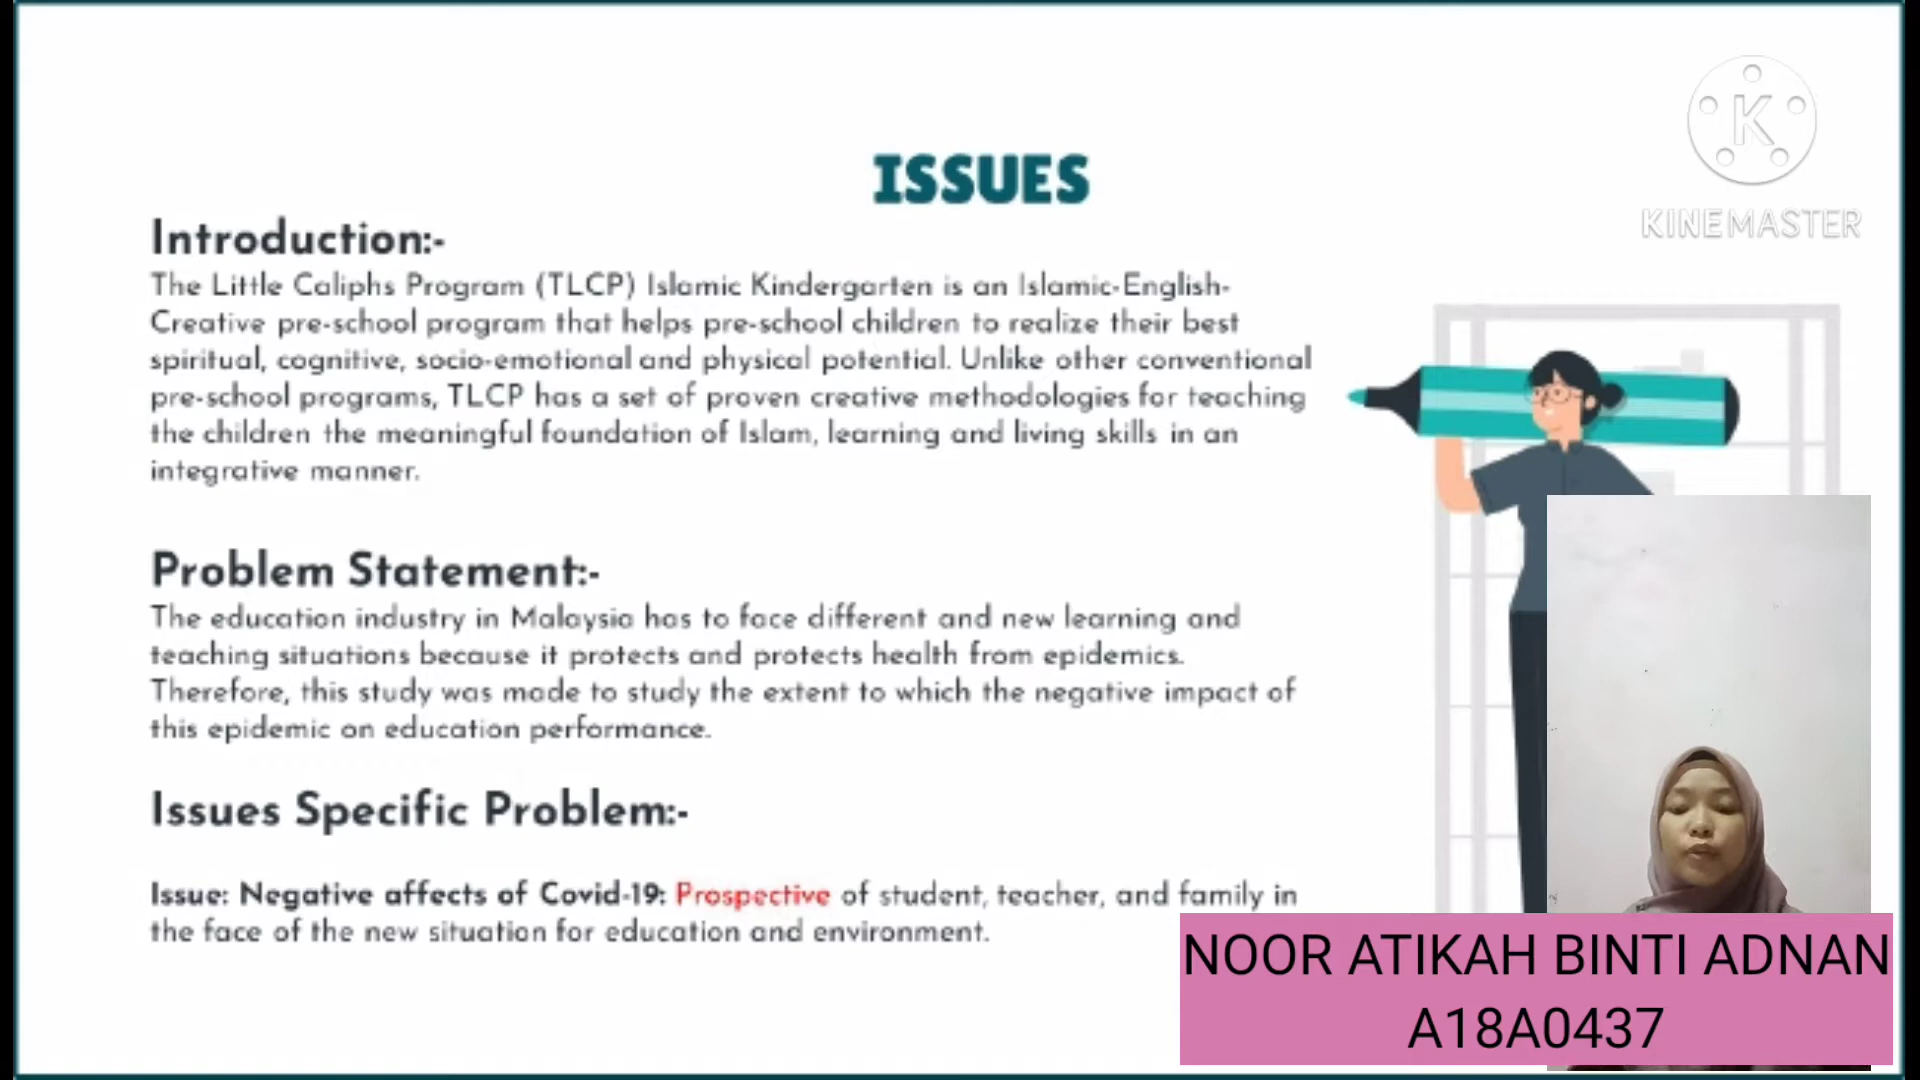 ISSUES
K
KINEMASTER
Introduction:-
The Little Caliphs Program (TLCP) Islamic Kindergarten is an Islamic-English-
Creative pre-school program that helps pre-school children to realize their best
spiritual, cognitive, socio-emotional and physical potential. Unlike other conventional
pre-school programs, TLCP has a set of proven creative methodologies for teaching
the children the meaningful foundation of Islam, learning and living skills in an
integrative manner.
Problem Statement:-
The education industry in Malaysia has to face different and new learning and
teaching situations because it protects and protects health from epidemics.
Therefore, this study was made to study the extent to which the negative impact of
this epidemic on education performance.
Issues Specific Problem:-
Issue: Negative affects of Covid-19: Prospective of student, teacher, and family in
the face of the new situation for education and environment.
NOOR ATIKAH BINTI ADNAN
A18A0437